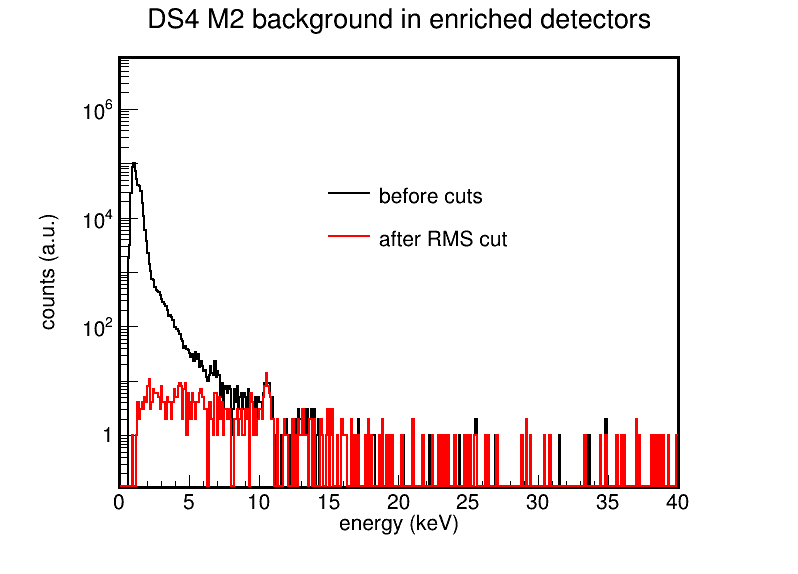 DS4 M2 background in enriched detectors
10^6
10^4
10^2
1
counts (a.u.)
before cuts
after RMS cut
0 5 10 15 20 25 30 35 40
energy (keV)